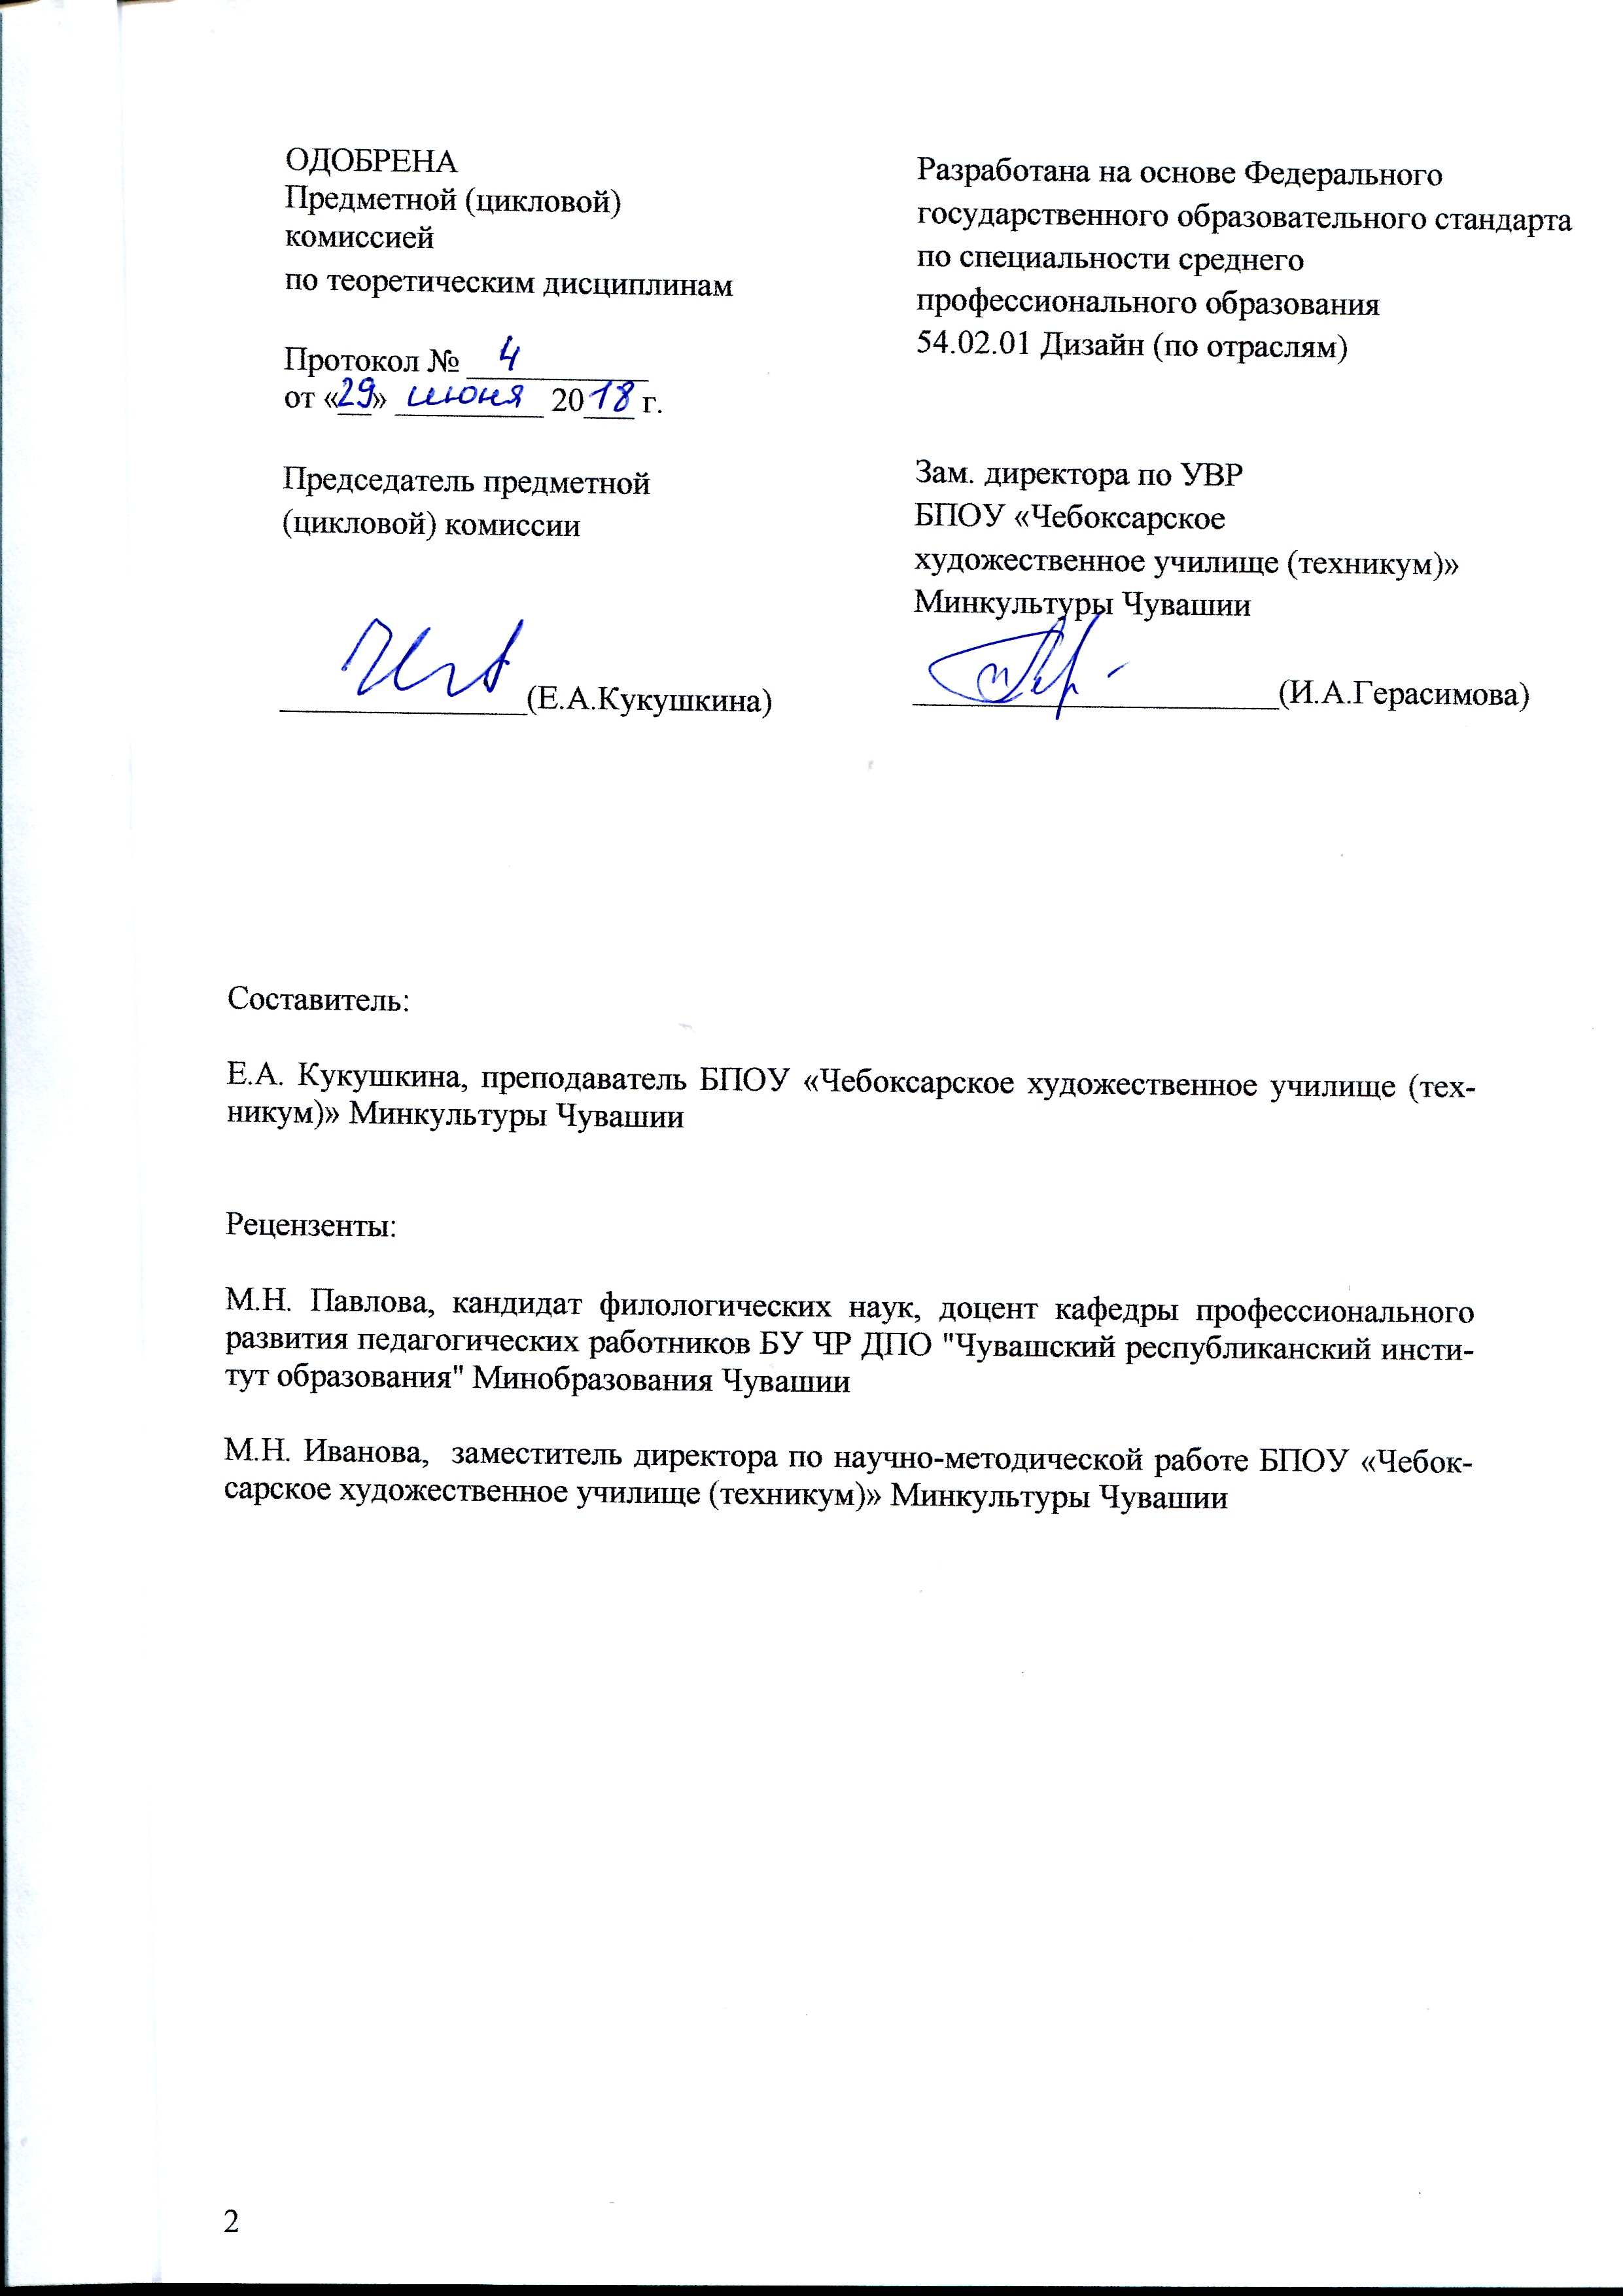 ОДОБРЕНА
Предметной (цикловой)
комиссией
по теоретическим дисциплинам
Протокол № 4
от «29» июня 2018 г.
Председатель предметной
(цикловой) комиссии
(Е.А.Кукушкина)
Разработана на основе Федерального
государственного образовательного стандарта
по специальности среднего
профессионального образования
54.02.01 Дизайн (по отраслям)
Зам. директора по УВР
БПОУ «Чебоксарское
художественное училище (техникум)»
Минкультуры Чувашии
(И.А.Герасимова)
Составитель:
Е.А. Кукушкина, преподаватель БПОУ «Чебоксарское художественное училище (тех-
никум)» Минкультуры Чувашии
Рецензенты:
М.Н. Павлова, кандидат филологических наук, доцент кафедры профессионального
развития педагогических работников БУ ЧР ДПО "Чувашский республиканский инсти-
тут образования" Минобразования Чувашии
М.Н. Иванова, заместитель директора по научно-методической работе БПОУ «Чебок-
сарское художественное училище (техникум)» Минкультуры Чувашии
2